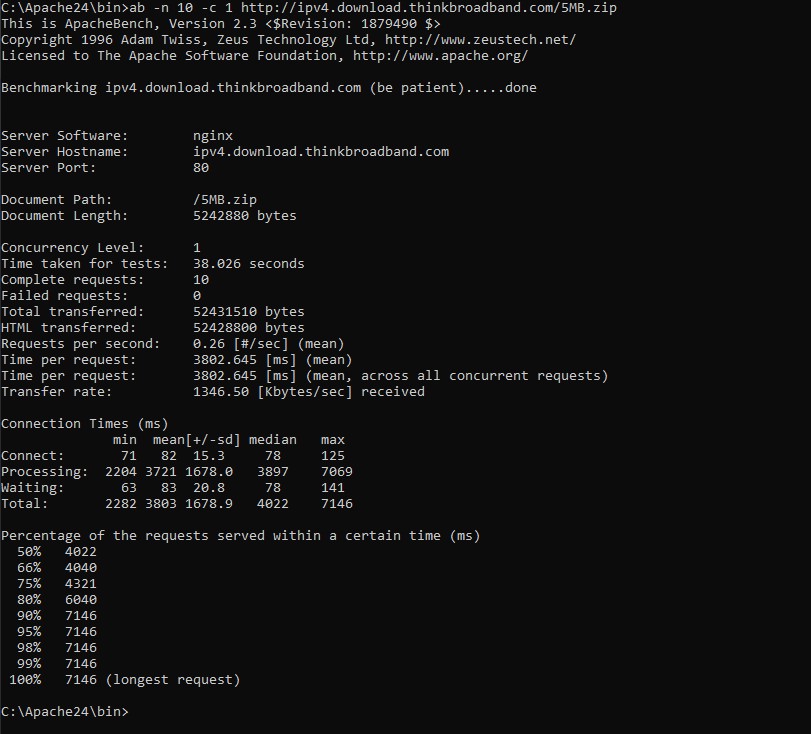 C:\Apache24\bin>ab -n 10 -c 1 http://ipv4.download.thinkbroadband.com/5MB.zip
This is ApacheBench, Version 2.3 <$Revision: 1879490 $>
Copyright 1996 Adam Twiss, Zeus Technology Ltd, http://www.zeustech.net/
Licensed to The Apache Software Foundation, http://www.apache.org/
Benchmarking ipv4.download.thinkbroadband.com (be patient).....done
Server Software:        nginx
Server Hostname:        ipv4.download.thinkbroadband.com
Server Port:            80
Document Path:          /5MB.zip
Document Length:        5242880 bytes
Concurrency Level:      1
Time taken for tests:   38.026 seconds
Complete requests:      10
Failed requests:        0
Total transferred:      52431510 bytes
HTML transferred:       52428800 bytes
Requests per second:    0.26 [#/sec] (mean)
Time per request:       3802.645 [ms] (mean)
Time per request:       3802.645 [ms] (mean, across all concurrent requests)
Transfer rate:          1346.50 [Kbytes/sec] received
Connection Times (ms)
              min  mean[+/-sd] median   max
Connect:       71   82  15.3     78     125
Processing:  2204 3721 1678.0   3897    7069
Waiting:       63   83  20.8     78     141
Total:       2282 3803 1678.9   4022    7146
Percentage of the requests served within a certain time (ms)
  50%   4022
  66%   4040
  75%   4321
  80%   6040
  90%   7146
  95%   7146
  98%   7146
  99%   7146
 100%   7146 (longest request)
C:\Apache24\bin>